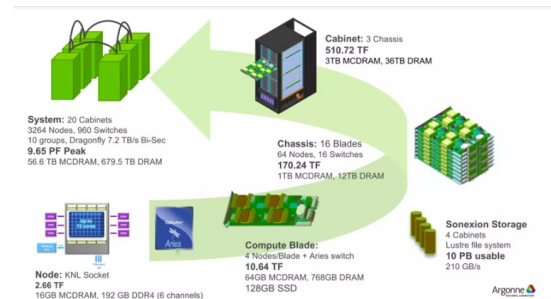 Cabinet: 3 Chassis
510.72 TF
3TB MCDRAM, 36TB DRAM
System: 20 Cabinets
3264 Nodes, 960 Switches
10 groups, Dragonfly 7.2 TB/s Bi-Sec
9.65 PF Peak
56.6 TB MCDRAM, 679.5 TB DRAM
Chassis: 16 Blades
64 Nodes, 16 Switches
170.24 TF
1TB MCDRAM, 12TB DRAM
Sonexion Storage
4 Cabinets
Lustre file system
10 PB usable
210 GB/s
Aries
Compute Blade:
4 Nodes/Blade + Aries switch
10.64 TF
64GB MCDRAM, 768GB DRAM
128GB SSD
Node: KNL Socket
2.66 TF
16GB MCDRAM, 192 GB DDR4 (6 channels)
Argonne